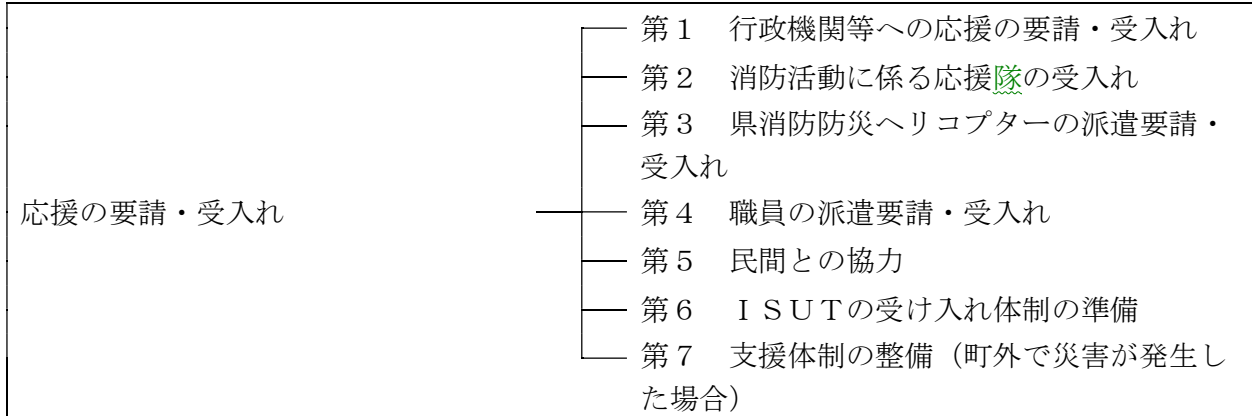 第１　行政機関等への応援の要請・受入れ
第２　消防活動に係る応援隊の受入れ
第３　県消防防災ヘリコプターの派遣要請・
受入れ
応援の要請・受入れ
第４　職員の派遣要請・受入れ
第５　民間との協力
第６　ＩＳＵＴの受け入れ体制の準備
第７　支援体制の整備（町外で災害が発生し
た場合）